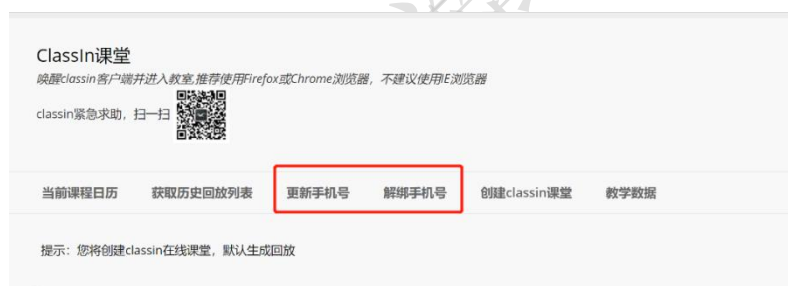 ClassIn课堂
唤醒classin客户端并进入教室,推荐使用Firefox或Chrome浏览器，不建议使用IE浏览器
classin紧急求助，扫一扫
当前课程日历 获取历史回放列表 更新手机号 解绑手机号 创建classin课堂 教学数据
提示：您将创建classin在线课堂，默认生成回放